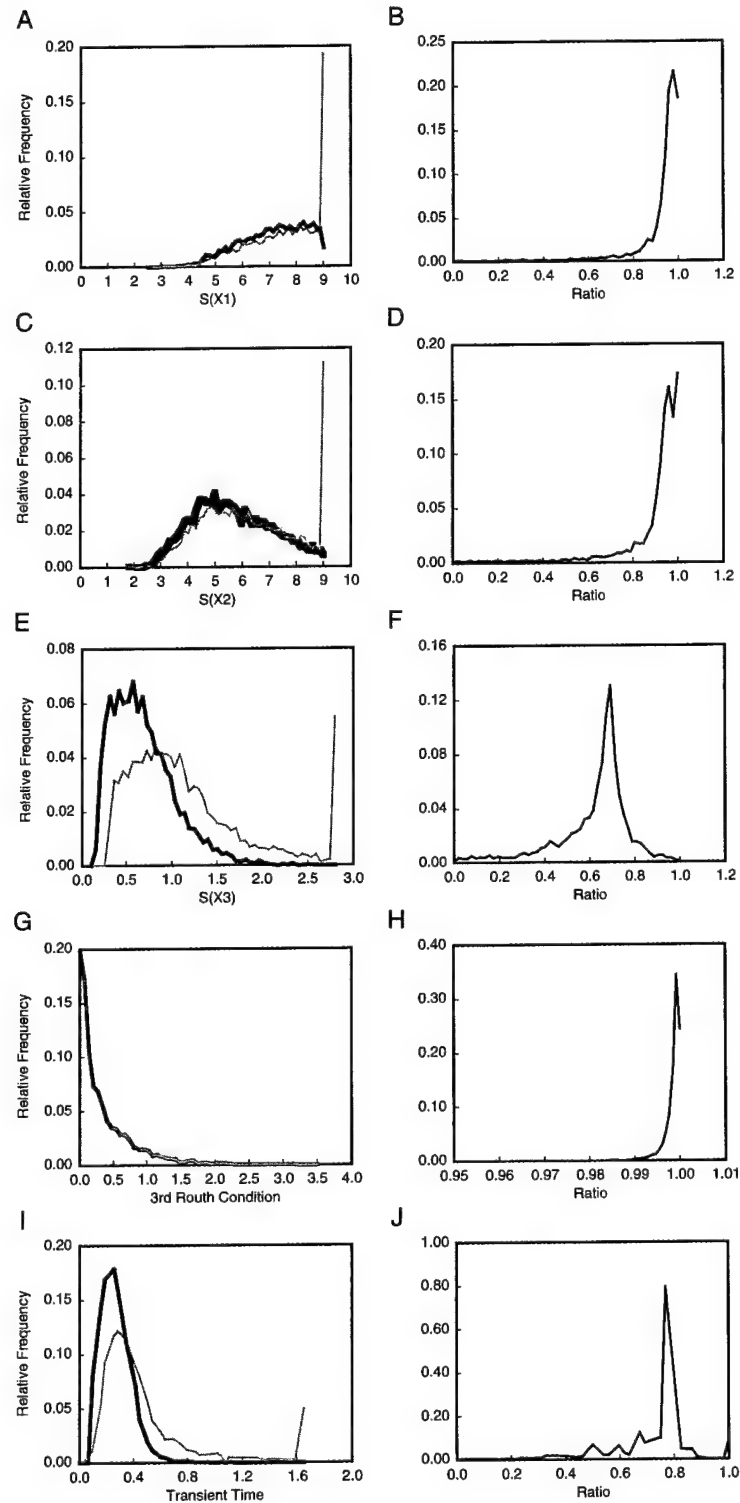 A
Relative Frequency
0.20
0.15
0.10
0.05
0.00
0 1 2 3 4 5 6 7 8 9 10
S(X1)
B
0.25
0.20
0.15
0.10
0.05
0.00
0.0 0.2 0.4 0.6 0.8 1.0 1.2
Ratio
C
Relative Frequency
0.12
0.10
0.08
0.06
0.04
0.02
0.00
0 1 2 3 4 5 6 7 8 9 10
S(X2)
D
0.20
0.15
0.10
0.05
0.00
0.0 0.2 0.4 0.6 0.8 1.0 1.2
Ratio
E
Relative Frequency
0.08
0.06
0.04
0.02
0.00
0.0 0.5 1.0 1.5 2.0 2.5 3.0
S(X3)
F
0.16
0.12
0.08
0.04
0.00
0.0 0.2 0.4 0.6 0.8 1.0 1.2
Ratio
G
Relative Frequency
0.20
0.15
0.10
0.05
0.00
0.0 0.5 1.0 1.5 2.0 2.5 3.0 3.5 4.0
3rd Routh Condition
H
0.40
0.30
0.20
0.10
0.00
0.95 0.96 0.97 0.98 0.99 1.00 1.01
Ratio
I
Relative Frequency
0.20
0.15
0.10
0.05
0.00
0.0 0.4 0.8 1.2 1.6 2.0
Transient Time
J
1.00
0.80
0.60
0.40
0.20
0.00
0.0 0.2 0.4 0.6 0.8 1.0
Ratio